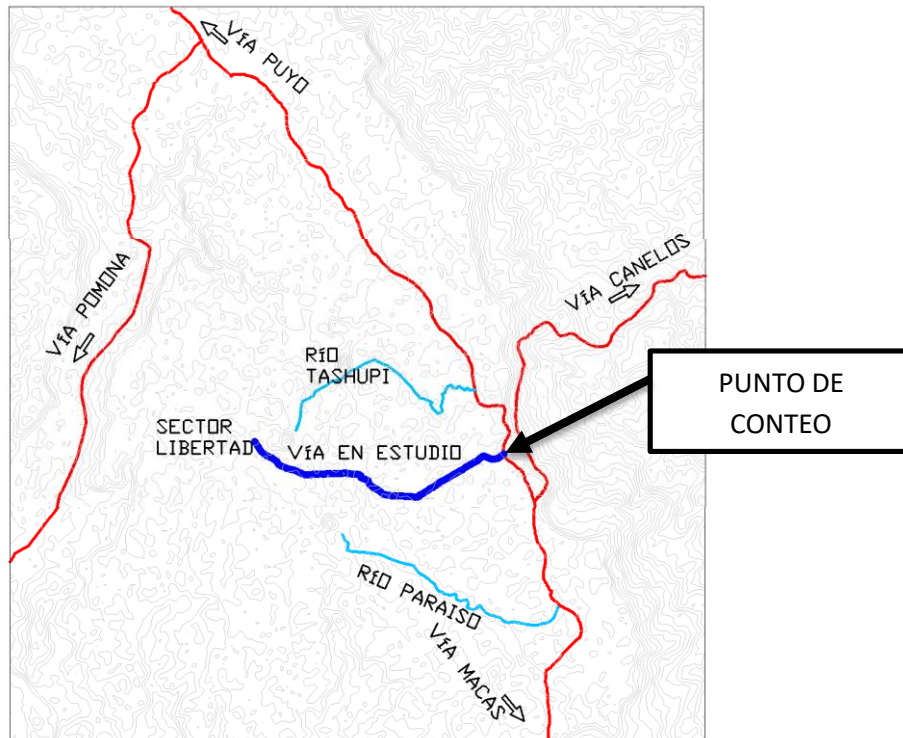 VÍA PUYO
VÍA POMONA
VÍA CANELOS
RÍO
TASHUPI
PUNTO DE
CONTEO
SECTOR
LIBERTAD
VÍA EN ESTUDIO
RÍO PARAISO
VÍA MACAS